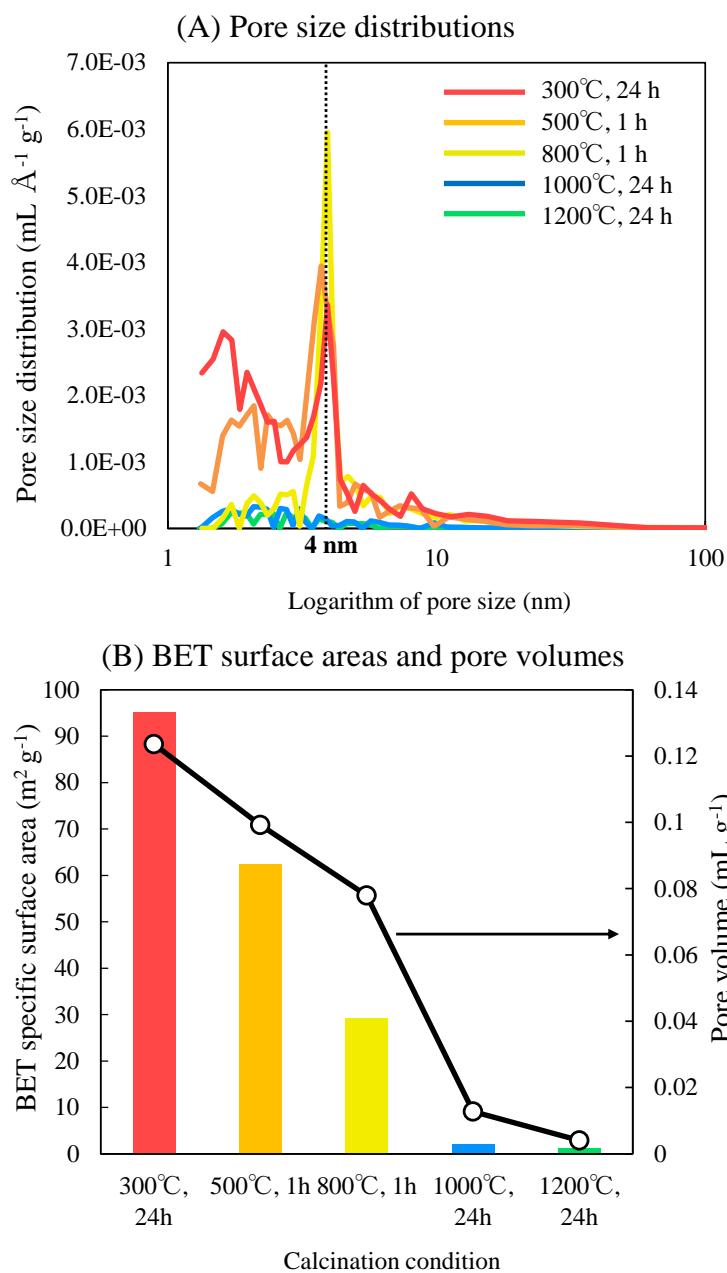 (A) Pore size distributions
Pore size distribution (mL Å⁻¹ g⁻¹)
7.0E-03
6.0E-03
5.0E-03
4.0E-03
3.0E-03
2.0E-03
1.0E-03
0.0E+00
300℃, 24 h
500℃, 1 h
800℃, 1 h
1000℃, 24 h
1200℃, 24 h
4 nm
1
10
100
Logarithm of pore size (nm)
(B) BET surface areas and pore volumes
BET specific surface area (m² g⁻¹)
100
90
80
70
60
50
40
30
20
10
0
0.14
0.12
0.1
0.08
0.06
0.04
0.02
0
Pore volume (mL g⁻¹)
300℃, 24h
500℃, 1h
800℃, 1h
1000℃, 24h
1200℃, 24h
Calcination condition